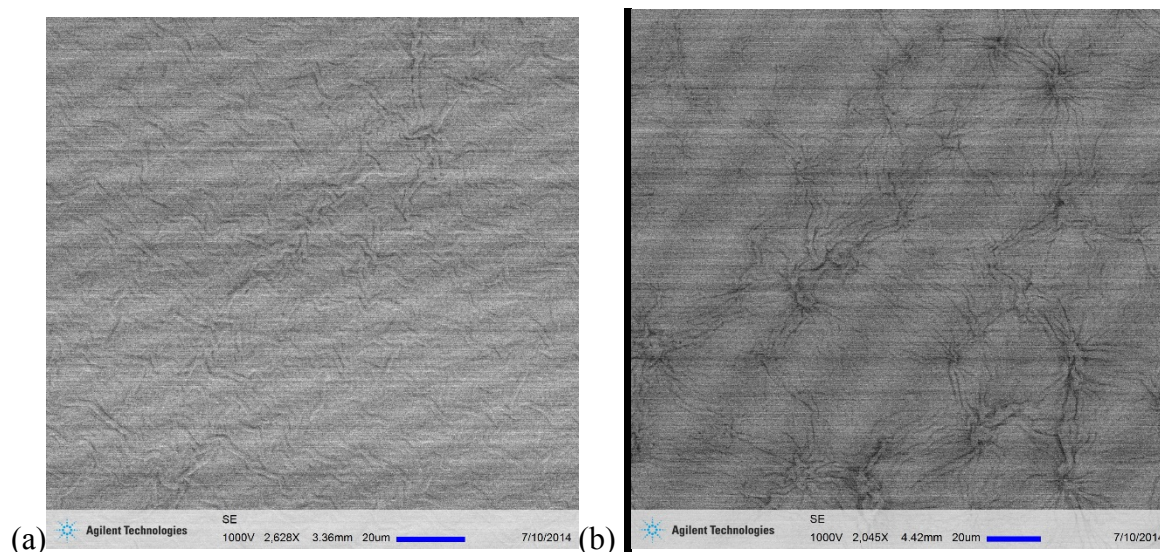 (a)
Agilent Technologies
SE
1000V 2,628X 3.36mm 20um
7/10/2014
(b)
Agilent Technologies
SE
1000V 2,045X 4.42mm 20um
7/10/2014